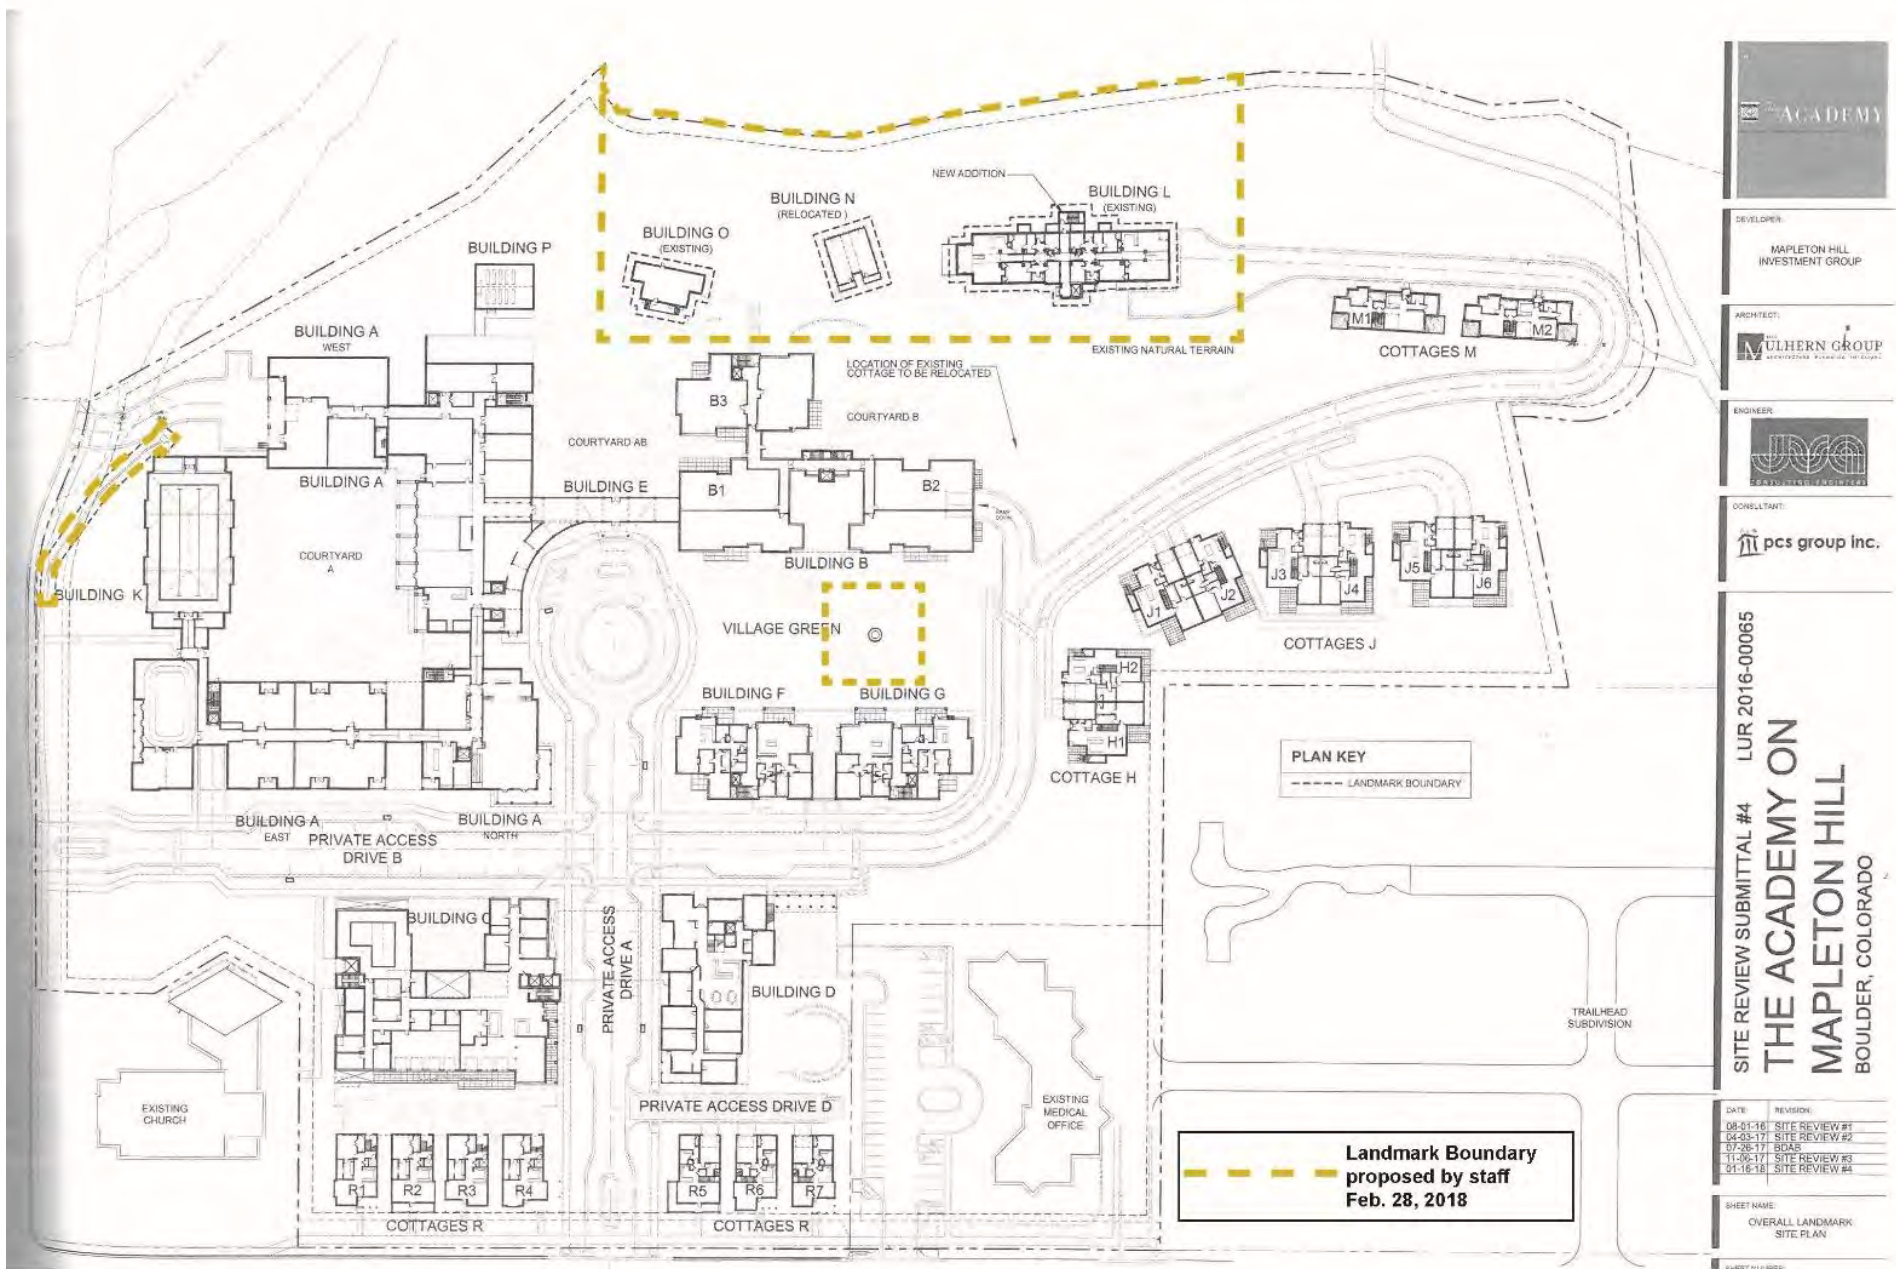 NEW ADDITION
BUILDING L
(EXISTING)
BUILDING N
(RELOCATED)
BUILDING O
(EXISTING)
BUILDING P
BUILDING A
WEST
M1
M2
COTTAGES M
EXISTING NATURAL TERRAIN
LOCATION OF EXISTING
COTTAGE TO BE RELOCATED
B3
COURTYARD B
COURTYARD AB
BUILDING A
BUILDING E
B1
B2
COURTYARD
A
BUILDING B
BUILDING K
J1
J2
J3
J4
J5
J6
COTTAGES J
VILLAGE GREEN
H2
H1
COTTAGE H
BUILDING F
BUILDING G
PLAN KEY
LANDMARK BOUNDARY
BUILDING A
EAST
BUILDING A
NORTH
PRIVATE ACCESS
DRIVE B
BUILDING C
PRIVATE ACCESS
DRIVE A
BUILDING D
TRAILHEAD
SUBDIVISION
EXISTING
CHURCH
EXISTING
MEDICAL
OFFICE
PRIVATE ACCESS DRIVE D
R1
R2
R3
R4
R5
R6
R7
COTTAGES R
COTTAGES R
Landmark Boundary
proposed by staff
Feb. 28, 2018
The ACADEMY
DEVELOPER:
MAPLETON HILL
INVESTMENT GROUP
ARCHITECT:
MULHERN GROUP
ENGINEER:
JVA
CONSULTING ENGINEERS
CONSULTANT:
pcs group inc.
SITE REVIEW SUBMITTAL #4 LUR 2016-00065
THE ACADEMY ON
MAPLETON HILL
BOULDER, COLORADO
DATE: REVISION:
08-01-16 SITE REVIEW #1
04-03-17 SITE REVIEW #2
07-26-17 BDAB
11-06-17 SITE REVIEW #3
01-16-18 SITE REVIEW #4
SHEET NAME:
OVERALL LANDMARK
SITE PLAN
SHEET NUMBER: